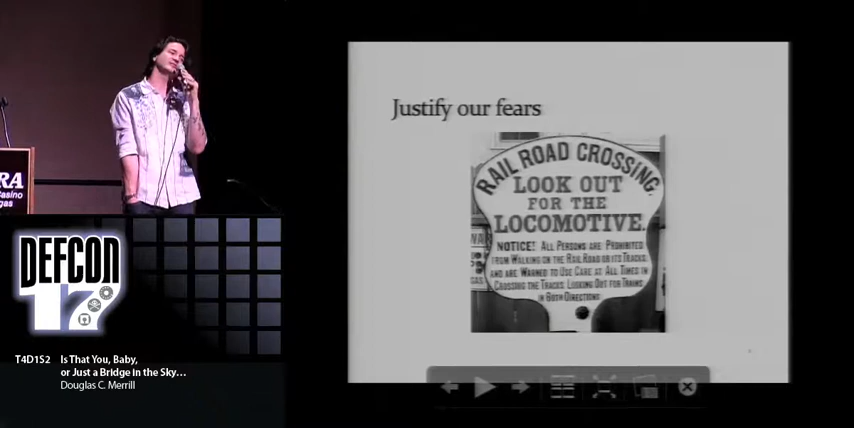 RA
Casino
gas
DEFCON
17
T4D1S2 Is That You, Baby,
or Just a Bridge in the Sky...
Douglas C. Merrill
Justify our fears
RAIL ROAD CROSSING.
LOOK OUT
FOR THE
LOCOMOTIVE.
NOTICE! ALL PERSONS ARE PROHIBITED
FROM WALKING ON THE RAIL ROAD OR ITS TRACKS
AND ARE WARNED TO USE CARE AT ALL TIMES IN
CROSSING THE TRACKS LOOKING OUT FOR TRAINS
IN BOTH DIRECTIONS